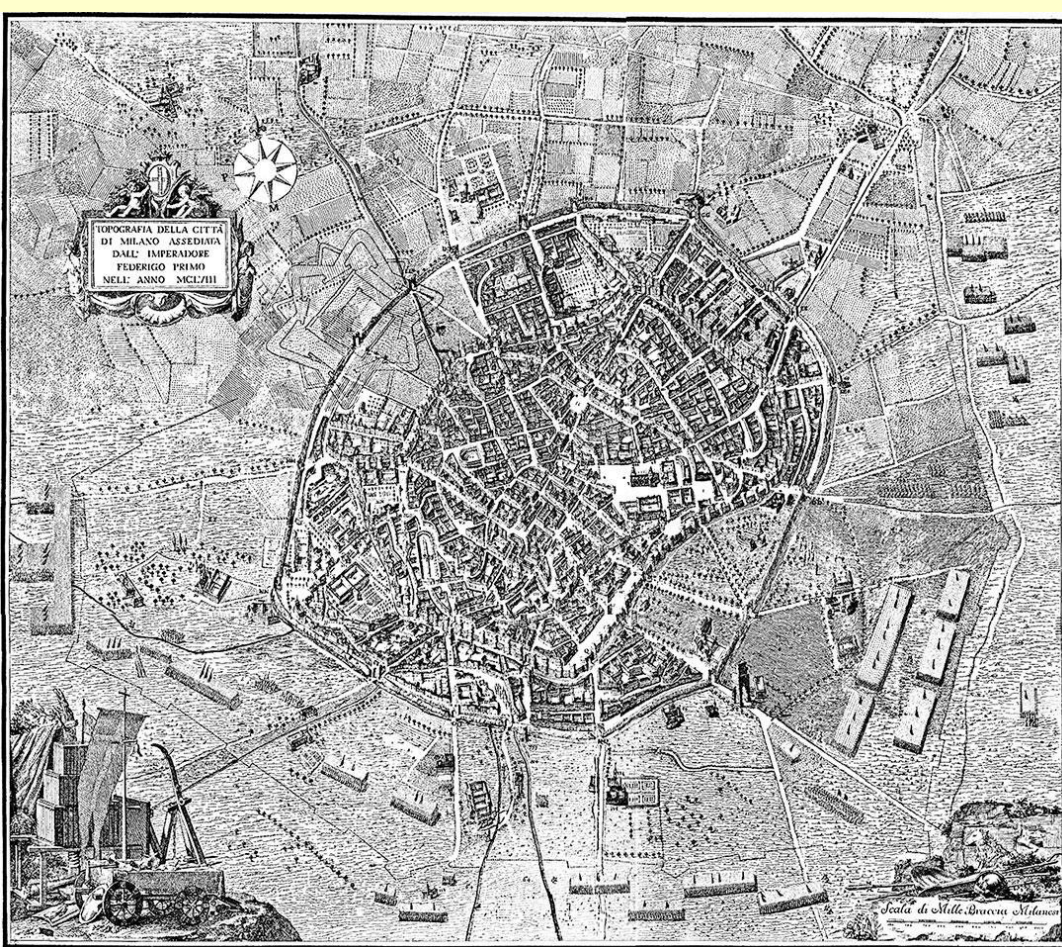 TOPOGRAFIA DELLA CITTÀ
DI MILANO ASSEDIATA
DALL' IMPERADORE
FEDERIGO PRIMO
NELL' ANNO MCLVIII
M
Scala di Mille Braccia Milanesi